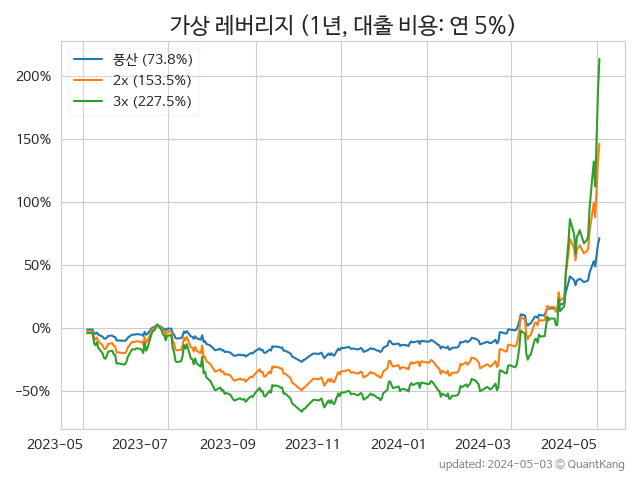 가상 레버리지 (1년, 대출 비용: 연 5%)
풍산 (73.8%)
2x (153.5%)
3x (227.5%)
200%
150%
100%
50%
0%
−50%
2023-05 2023-07 2023-09 2023-11 2024-01 2024-03 2024-05
updated: 2024-05-03 © QuantKang